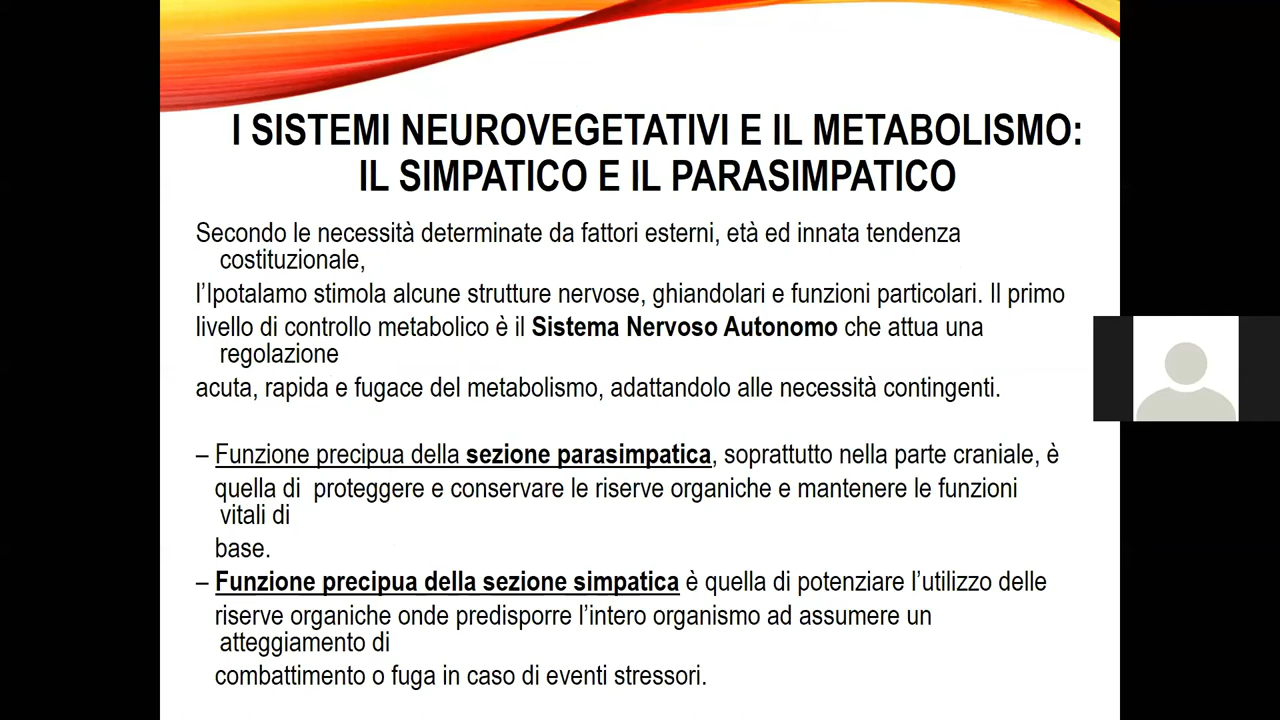 I SISTEMI NEUROVEGETATIVI E IL METABOLISMO:
IL SIMPATICO E IL PARASIMPATICO
Secondo le necessità determinate da fattori esterni, età ed innata tendenza
costituzionale,
l’Ipotalamo stimola alcune strutture nervose, ghiandolari e funzioni particolari. Il primo
livello di controllo metabolico è il Sistema Nervoso Autonomo che attua una
regolazione
acuta, rapida e fugace del metabolismo, adattandolo alle necessità contingenti.
– Funzione precipua della sezione parasimpatica, soprattutto nella parte craniale, è
quella di  proteggere e conservare le riserve organiche e mantenere le funzioni
vitali di
base.
– Funzione precipua della sezione simpatica è quella di potenziare l’utilizzo delle
riserve organiche onde predisporre l’intero organismo ad assumere un
atteggiamento di
combattimento o fuga in caso di eventi stressori.